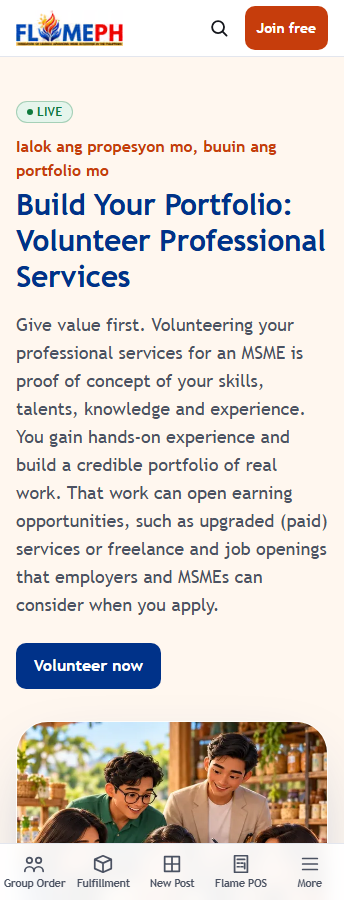 FLAMEPH
Join free
LIVE
Ialok ang propesyon mo, buuin ang
portfolio mo
Build Your Portfolio:
Volunteer Professional
Services
Give value first. Volunteering your
professional services for an MSME is
proof of concept of your skills,
talents, knowledge and experience.
You gain hands-on experience and
build a credible portfolio of real
work. That work can open earning
opportunities, such as upgraded (paid)
services or freelance and job openings
that employers and MSMEs can
consider when you apply.
Volunteer now
Group Order
Fulfillment
New Post
Flame POS
More